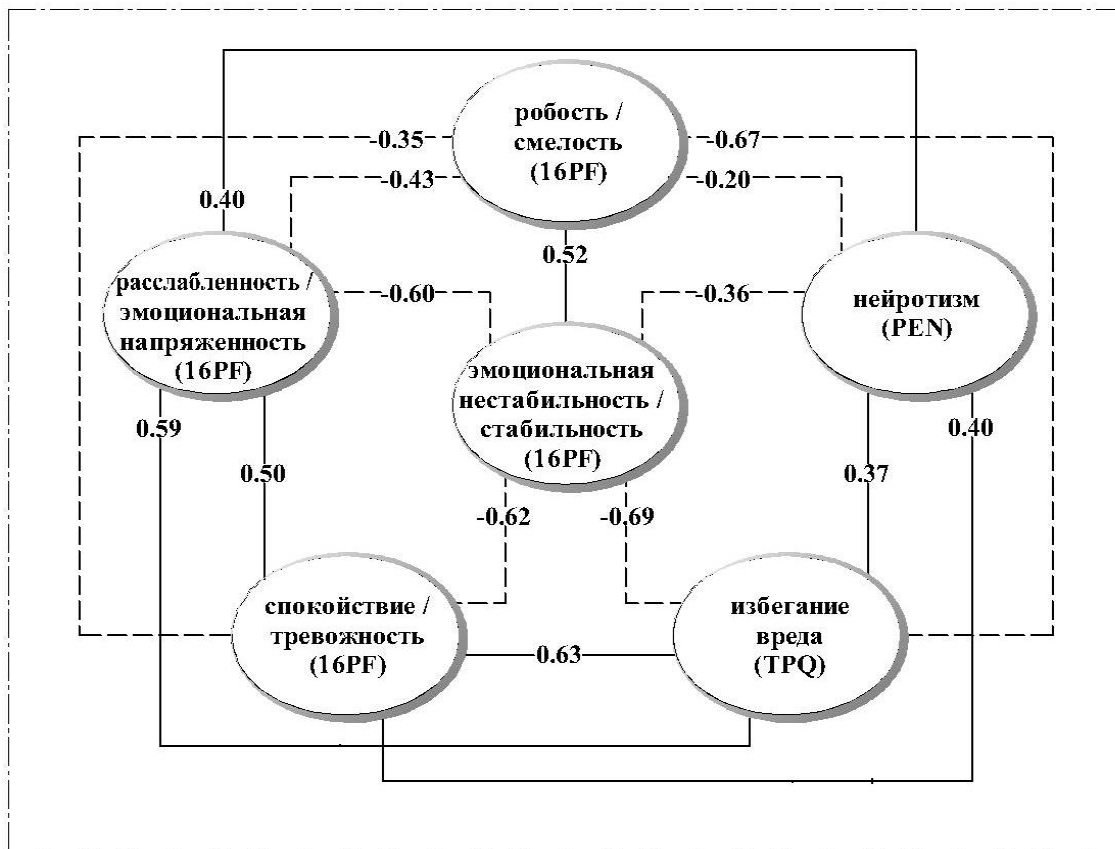 робость /
смелость
(16PF)
-0.35
-0.67
-0.43
-0.20
0.40
0.52
расслабленность /
эмоциональная
напряженность
(16PF)
-0.60
-0.36
нейротизм
(PEN)
эмоциональная
нестабильность /
стабильность
(16PF)
0.59
0.40
0.50
0.37
-0.62
-0.69
спокойствие /
тревожность
(16PF)
0.63
избегание
вреда
(TPQ)